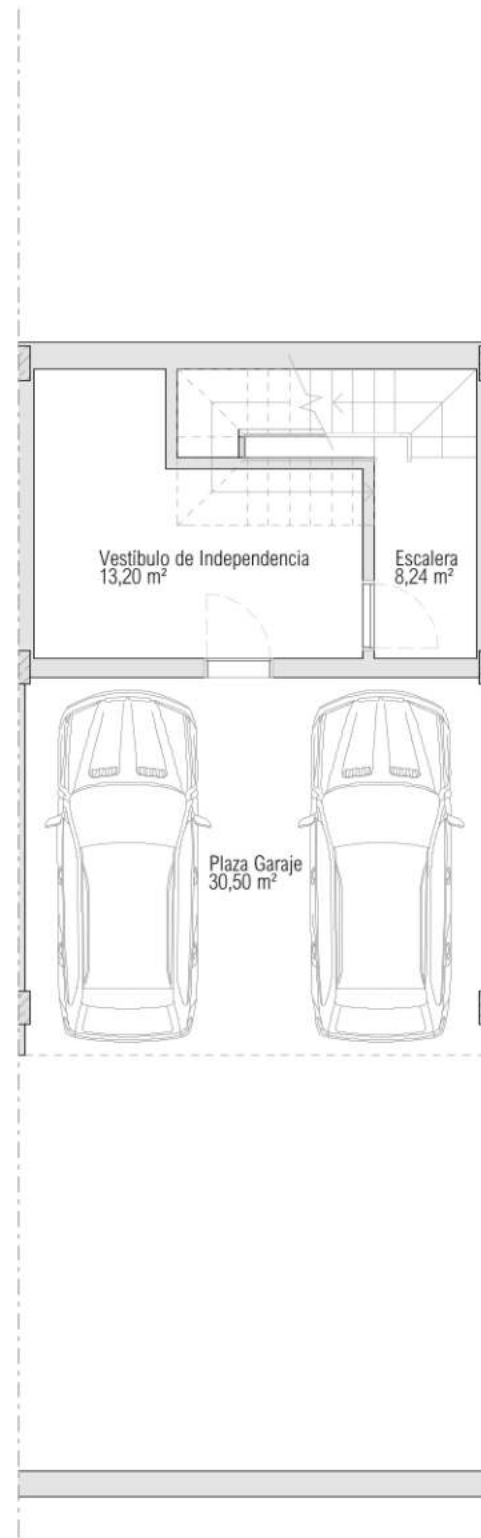 Vestíbulo de Independencia
13,20 m²
Escalera
8,24 m²
Plaza Garaje
30,50 m²